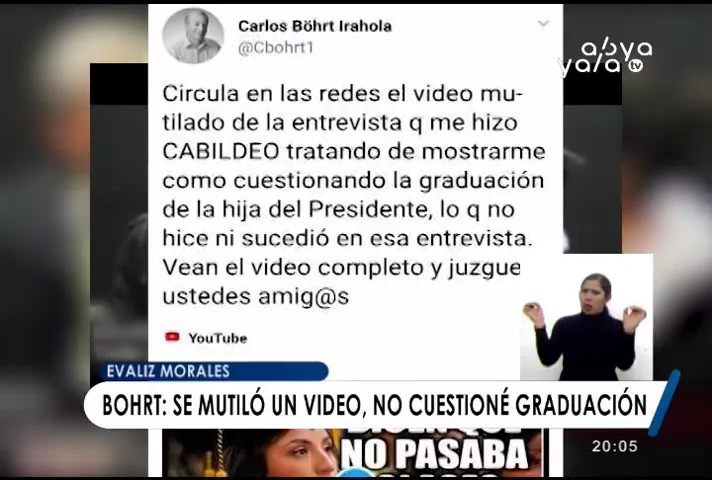 Carlos Böhrt Irahola
@Cbohrt1
abya
yala tv
Circula en las redes el video mu-
tilado de la entrevista q me hizo
CABILDEO tratando de mostrarme
como cuestionando la graduación
de la hija del Presidente, lo q no
hice ni sucedió en esa entrevista.
Vean el video completo y juzgue
ustedes amig@s
YouTube
EVALIZ MORALES
BOHRT: SE MUTILÓ UN VIDEO, NO CUESTIONÉ GRADUACIÓN
NO PASABA
20:05